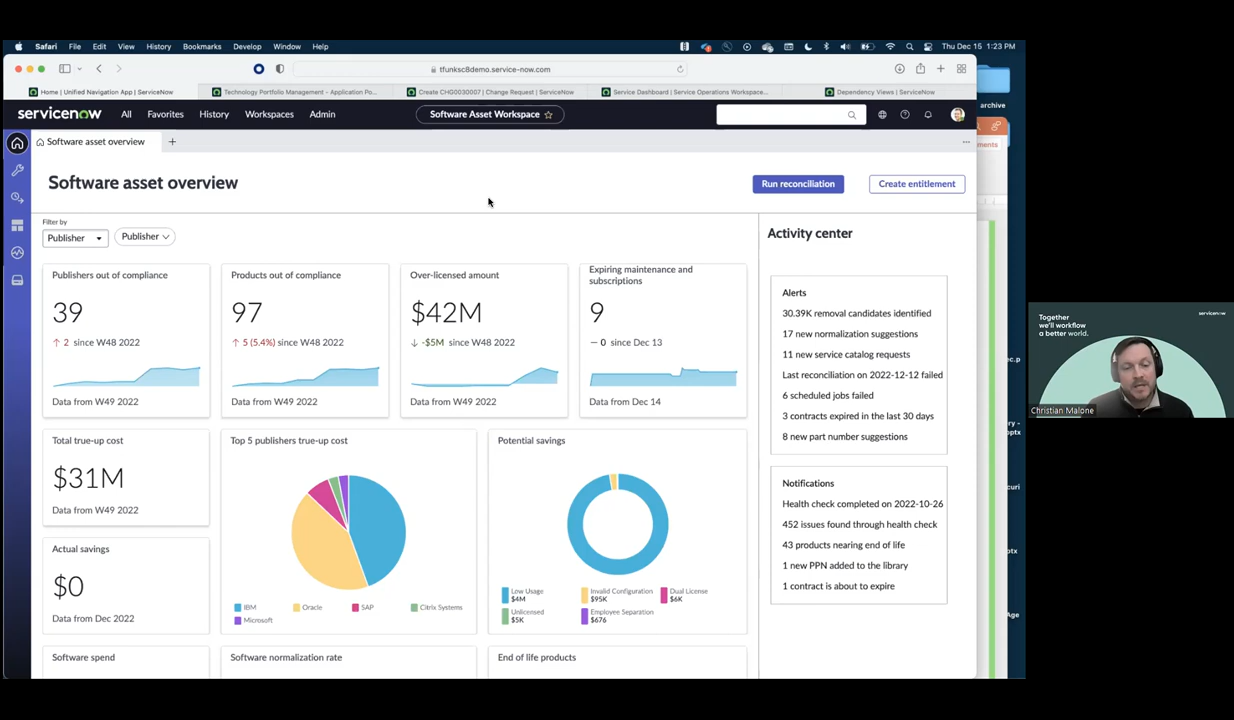 Safari File Edit View History Bookmarks Develop Window Help
Thu Dec 15 1:23 PM
tfunksc8demo.service-now.com
Home | Unified Navigation App | ServiceNow
Technology Portfolio Management - Application Po...
Create CHG0030007 | Change Request | ServiceNow
Service Dashboard | Service Operations Workspace...
Dependency Views | ServiceNow
archive
servicenow
All Favorites History Workspaces Admin
Software Asset Workspace
Software asset overview
Software asset overview
Run reconciliation
Create entitlement
Filter by
Publisher
Publisher
Publishers out of compliance
39
2 since W48 2022
Data from W49 2022
Products out of compliance
97
5 (5.4%) since W48 2022
Data from W49 2022
Over-licensed amount
$42M
-$5M since W48 2022
Data from W49 2022
Expiring maintenance and
subscriptions
9
– 0 since Dec 13
Data from Dec 14
Total true-up cost
$31M
Data from W49 2022
Actual savings
$0
Data from Dec 2022
Top 5 publishers true-up cost
IBM
Oracle
SAP
Citrix Systems
Microsoft
Potential savings
Low Usage
$4M
Invalid Configuration
$95K
Dual License
$6K
Unlicensed
$5K
Employee Separation
$676
Software spend
Software normalization rate
End of life products
Activity center
Alerts
30.39K removal candidates identified
17 new normalization suggestions
11 new service catalog requests
Last reconciliation on 2022-12-12 failed
6 scheduled jobs failed
3 contracts expired in the last 30 days
8 new part number suggestions
Notifications
Health check completed on 2022-10-26
452 issues found through health check
43 products nearing end of life
1 new PPN added to the library
1 contract is about to expire
Together
we'll workflow
a better world.
servicenow
Christian Malone